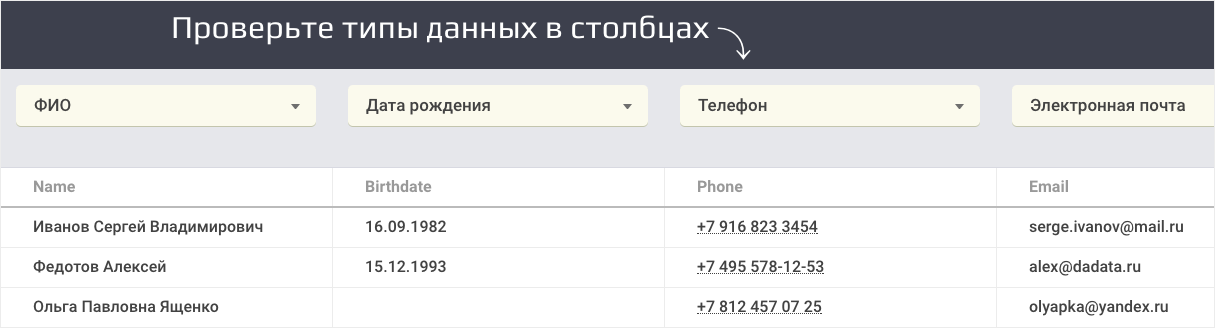 Проверьте типы данных в столбцах
ФИО Дата рождения Телефон Электронная почта
Name Birthdate Phone Email
Иванов Сергей Владимирович 16.09.1982 +7 916 823 3454 serge.ivanov@mail.ru
Федотов Алексей 15.12.1993 +7 495 578-12-53 alex@dadata.ru
Ольга Павловна Ященко +7 812 457 07 25 olyapka@yandex.ru